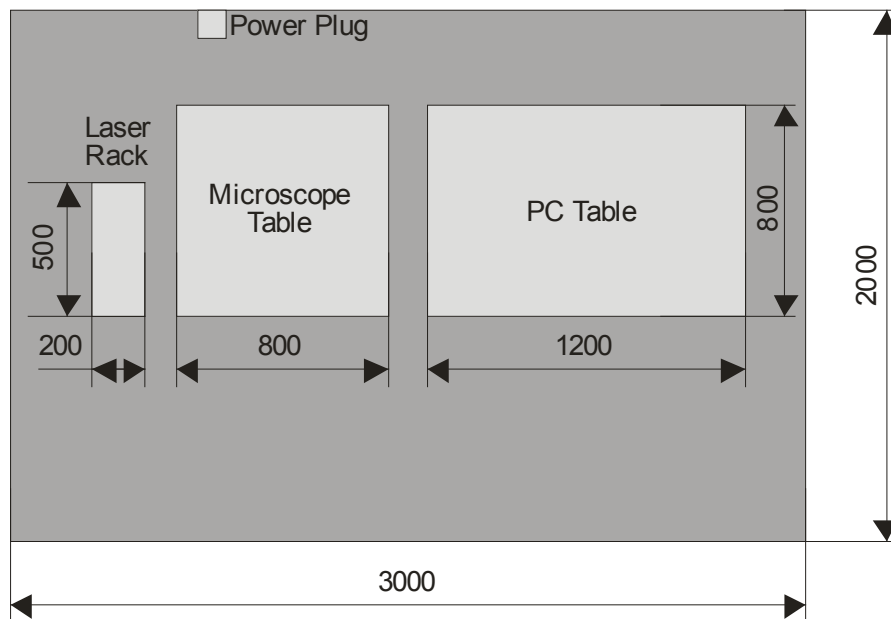 Power Plug
Laser
Rack
Microscope
Table
PC Table
500
800
2000
200
800
1200
3000